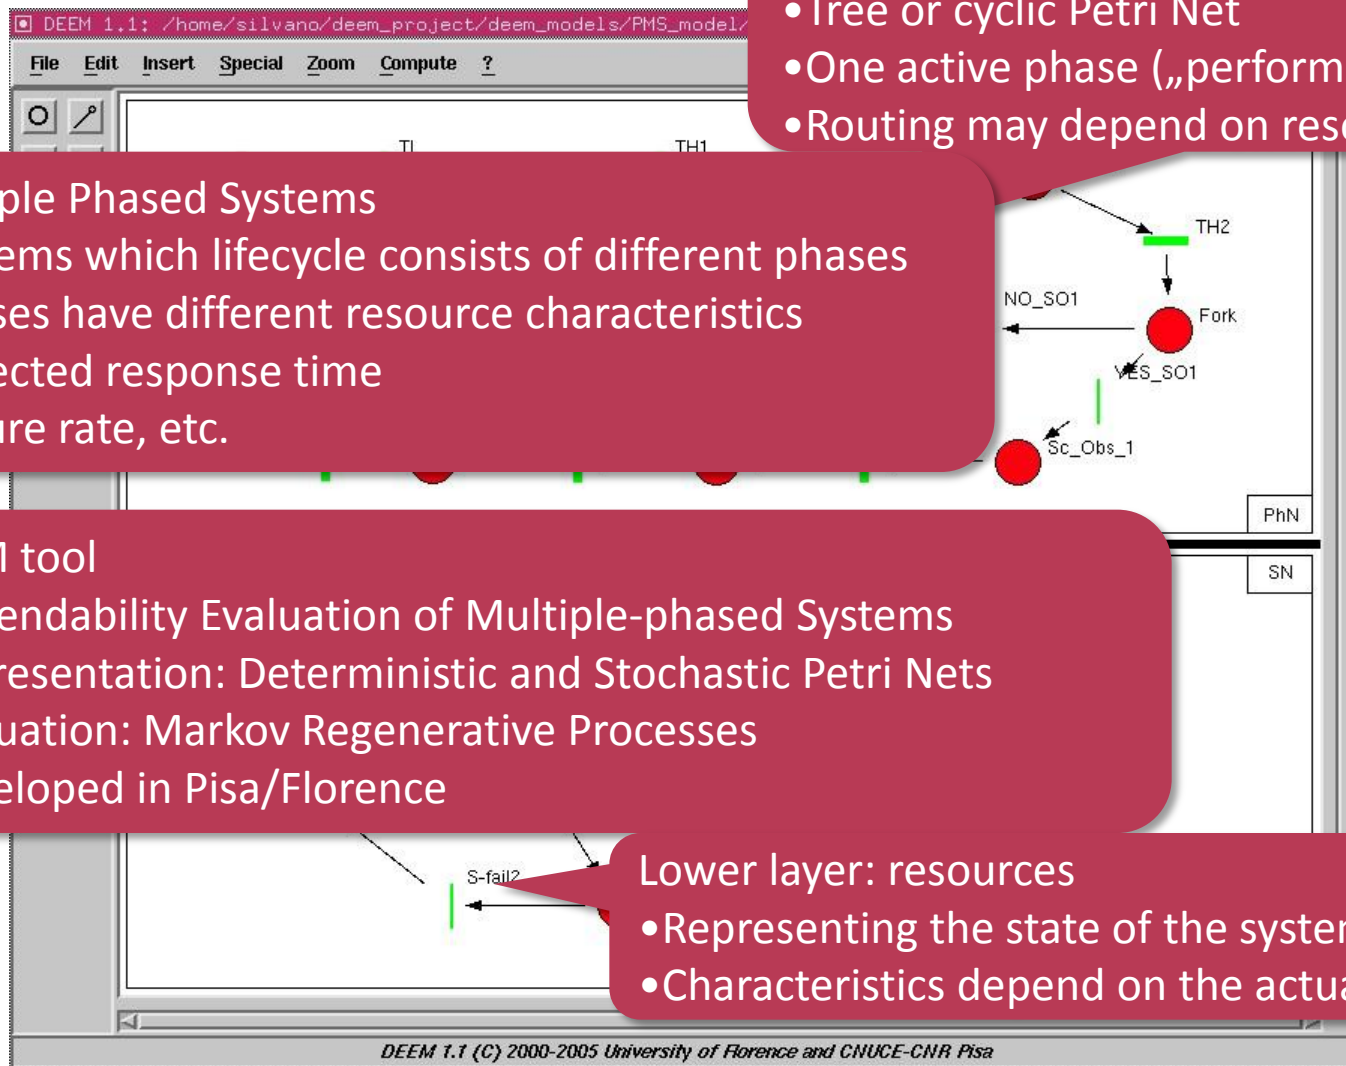 DEEM 1.1: /home/silvano/deem_project/deem_models/PMS_model/
File Edit Insert Special Zoom Compute ?
•Tree or cyclic Petri Net
•One active phase („perform
•Routing may depend on reso
TL
TH1
ple Phased Systems
ems which lifecycle consists of different phases
ses have different resource characteristics
ected response time
ure rate, etc.
TH2
NO_SO1
Fork
YES_SO1
Sc_Obs_1
PhN
SN
M tool
endability Evaluation of Multiple-phased Systems
resentation: Deterministic and Stochastic Petri Nets
uation: Markov Regenerative Processes
eloped in Pisa/Florence
S-fail2
Lower layer: resources
•Representing the state of the system
•Characteristics depend on the actua
DEEM 1.1 (C) 2000-2005 University of Florence and CNUCE-CNR Pisa